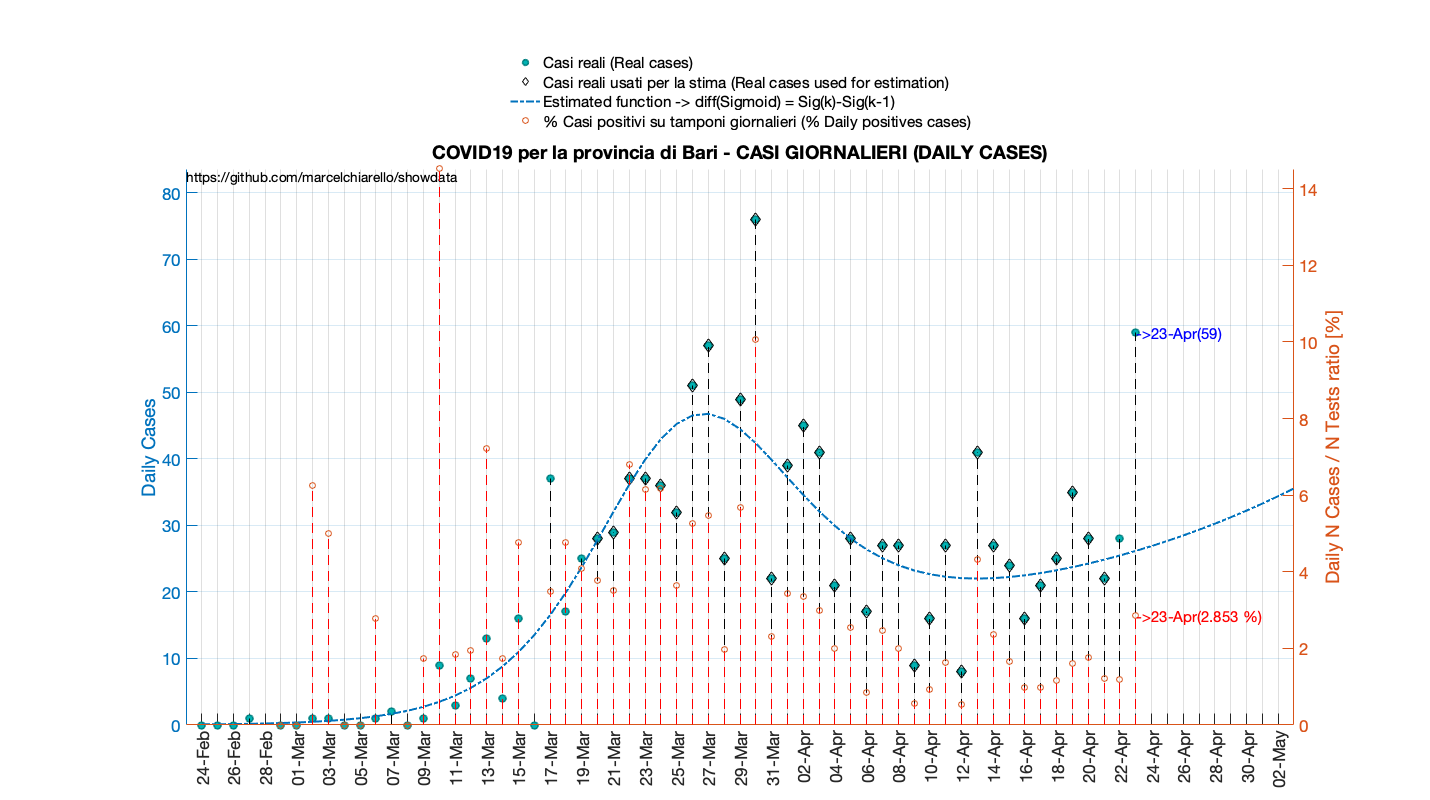 Casi reali (Real cases)
Casi reali usati per la stima (Real cases used for estimation)
Estimated function -> diff(Sigmoid) = Sig(k)-Sig(k-1)
% Casi positivi su tamponi giornalieri (% Daily positives cases)
COVID19 per la provincia di Bari - CASI GIORNALIERI (DAILY CASES)
https://github.com/marcelchiarello/showdata
Daily Cases
80
70
60
50
40
30
20
10
0
->23-Apr(59)
->23-Apr(2.853 %)
14
12
10
8
6
4
2
0
Daily N Cases / N Tests ratio [%]
24-Feb
26-Feb
28-Feb
01-Mar
03-Mar
05-Mar
07-Mar
09-Mar
11-Mar
13-Mar
15-Mar
17-Mar
19-Mar
21-Mar
23-Mar
25-Mar
27-Mar
29-Mar
31-Mar
02-Apr
04-Apr
06-Apr
08-Apr
10-Apr
12-Apr
14-Apr
16-Apr
18-Apr
20-Apr
22-Apr
24-Apr
26-Apr
28-Apr
30-Apr
02-May